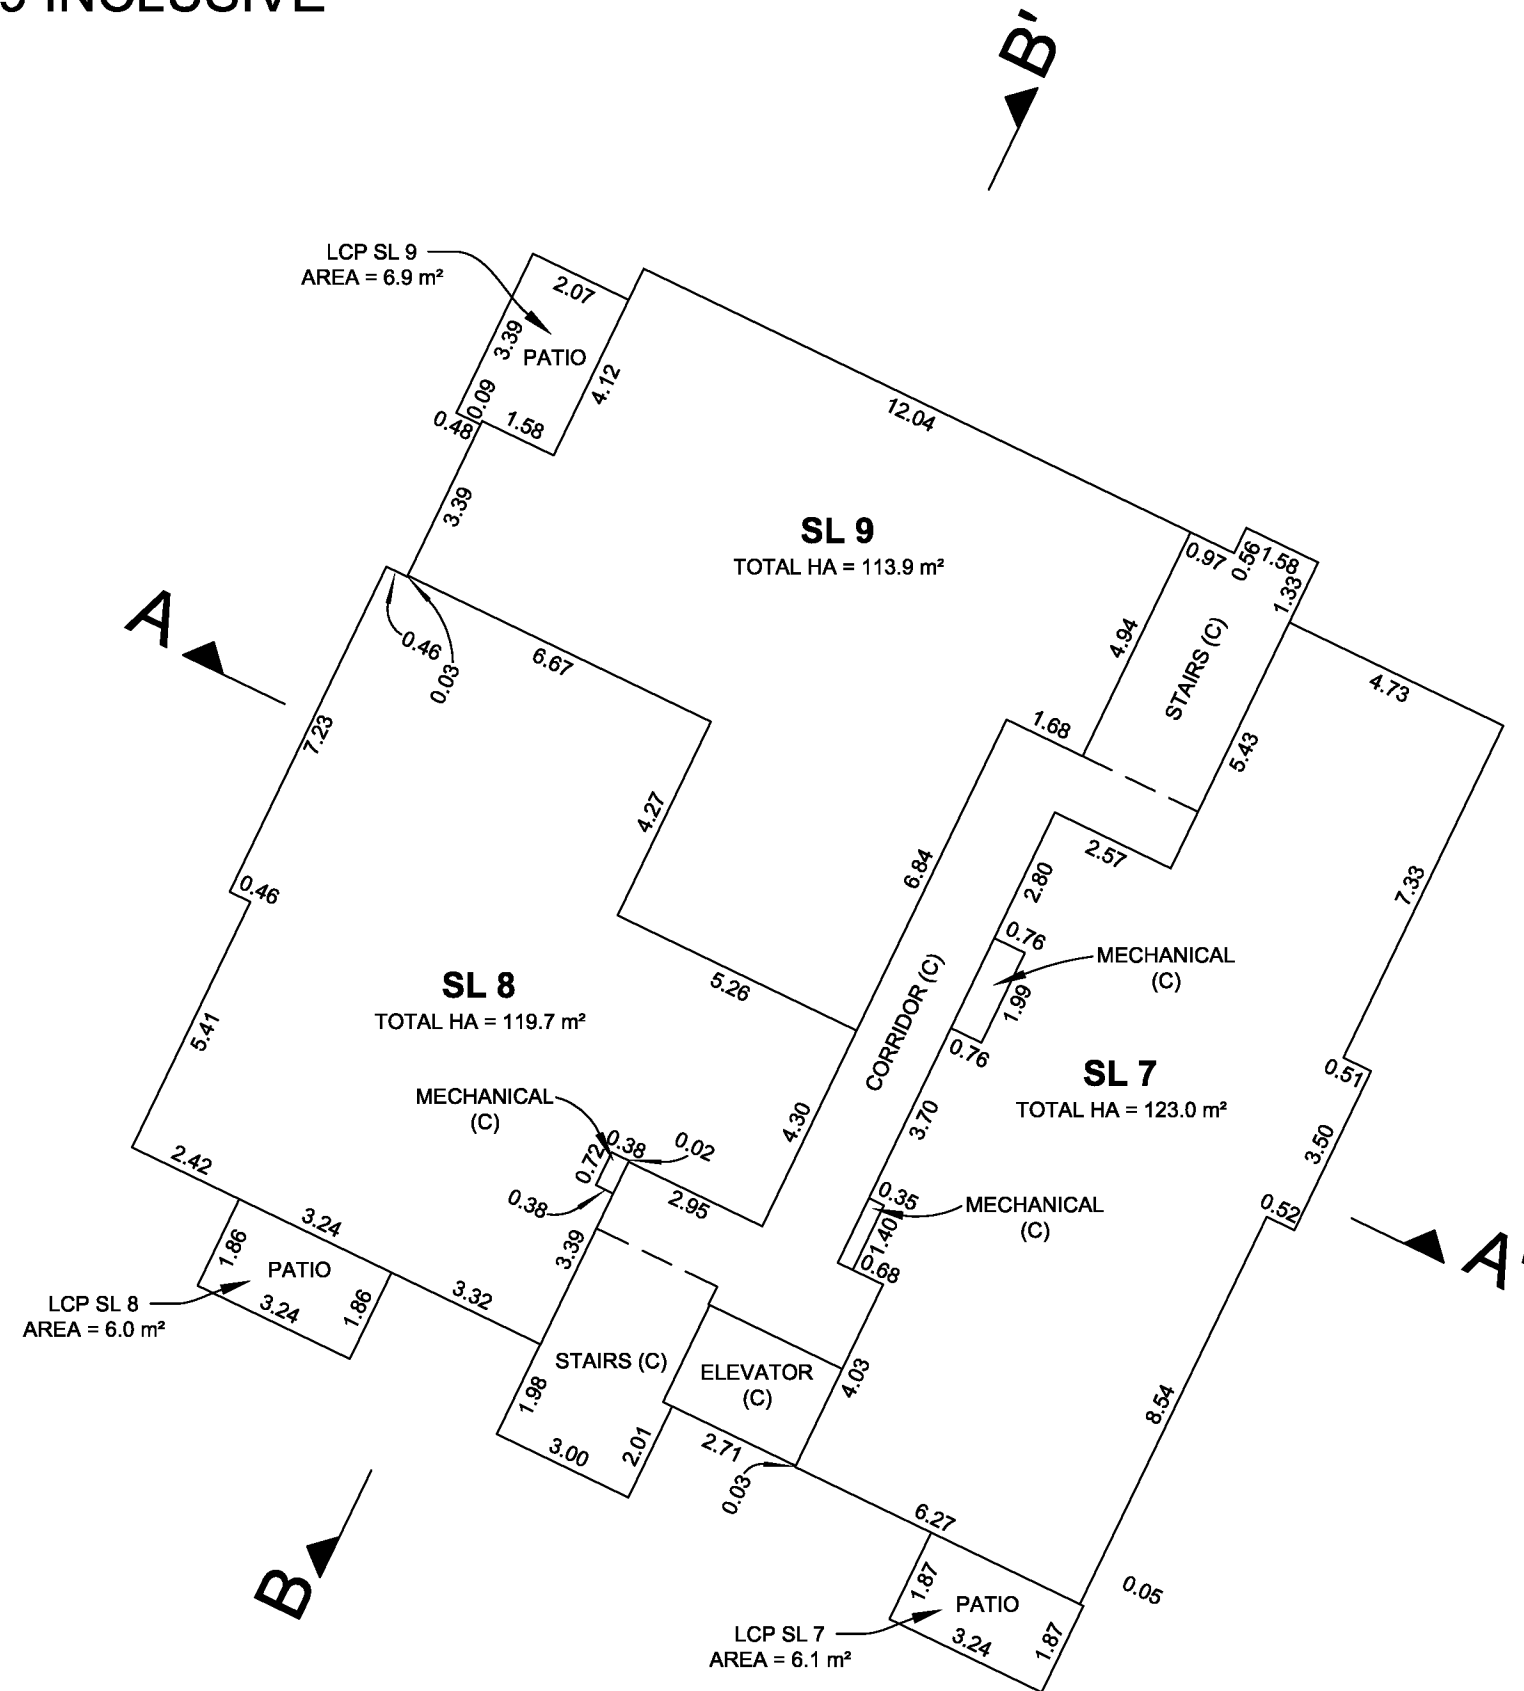 5 INCLUSIVE
B'
LCP SL 9
AREA = 6.9 m²
2.07
3.39
PATIO
4.12
0.09
0.48
1.58
12.04
3.39
SL 9
TOTAL HA = 113.9 m²
0.97
0.56
1.58
1.33
A
0.46
0.03
6.67
4.94
STAIRS (C)
4.73
7.23
1.68
5.43
4.27
6.84
2.57
2.80
7.33
0.46
0.76
MECHANICAL
(C)
1.99
0.76
SL 8
TOTAL HA = 119.7 m²
5.26
CORRIDOR (C)
5.41
SL 7
TOTAL HA = 123.0 m²
0.51
MECHANICAL
(C)
0.38
0.02
0.72
4.30
3.70
3.50
2.42
0.38
2.95
0.35
MECHANICAL
(C)
1.40
0.52
3.24
1.86
PATIO
3.39
0.68
A'
LCP SL 8
AREA = 6.0 m²
3.24
1.86
3.32
STAIRS (C)
ELEVATOR
(C)
4.03
1.98
8.54
3.00
2.01
2.71
0.03
6.27
B
1.87
PATIO
0.05
LCP SL 7
AREA = 6.1 m²
3.24
1.87